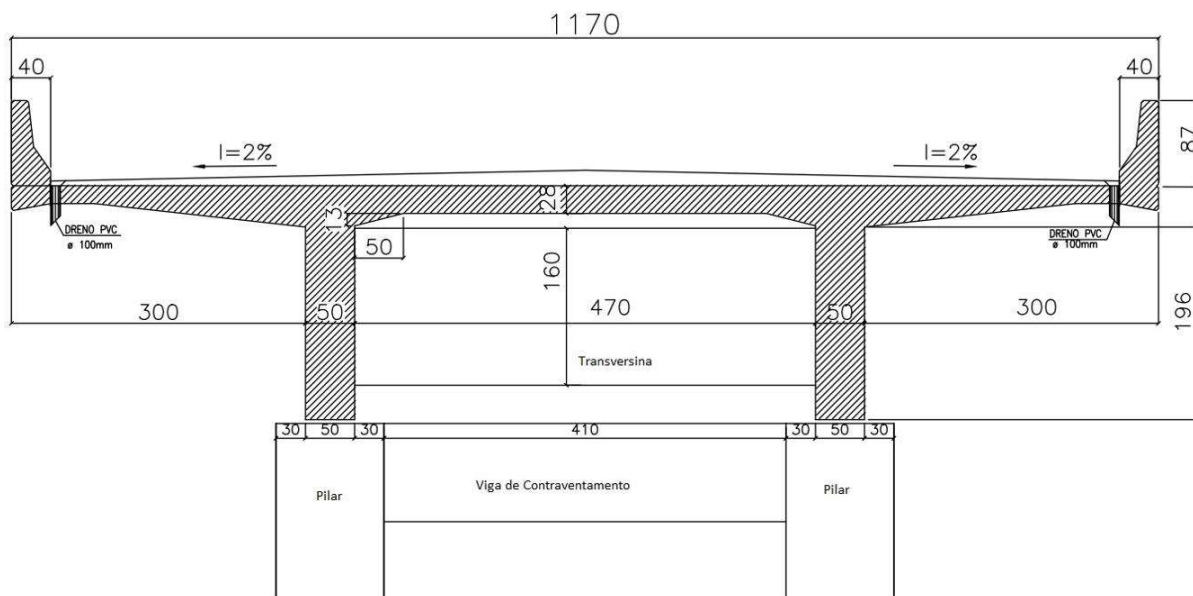 1170
40
40
87
I=2%
I=2%
28
13
DRENO PVC
ø 100mm
DRENO PVC
ø 100mm
50
160
196
300
50
470
50
300
Transversina
30
50
30
410
30
50
30
Pilar
Viga de Contraventamento
Pilar